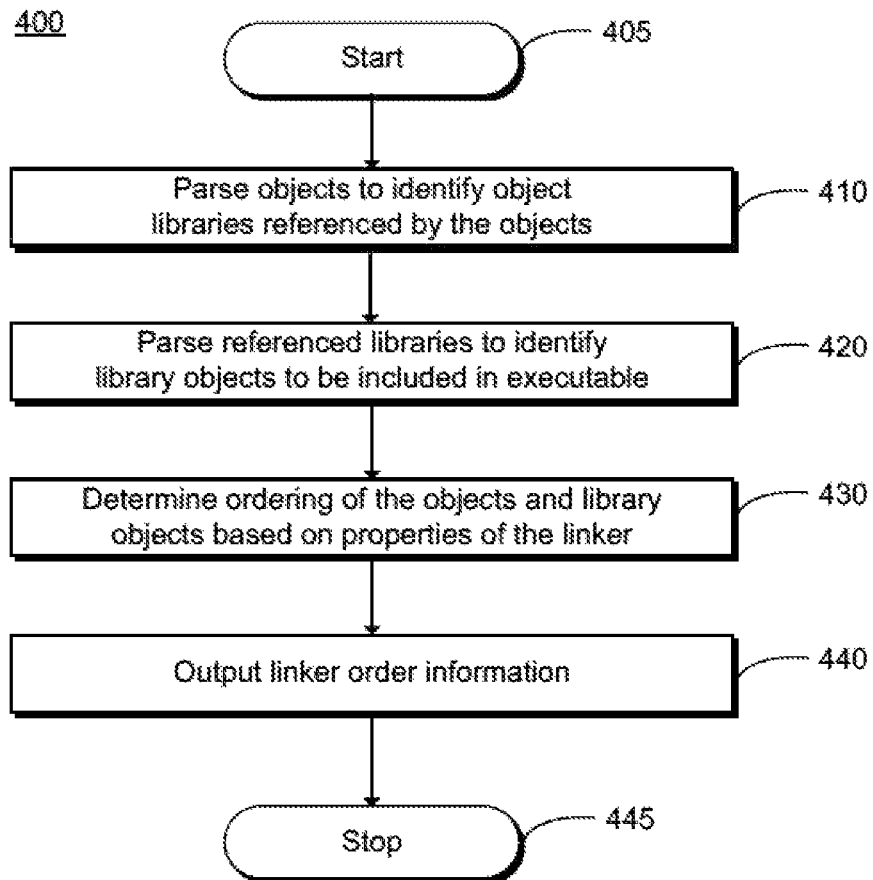 400
Start
405
Parse objects to identify object
libraries referenced by the objects
410
Parse referenced libraries to identify
library objects to be included in executable
420
Determine ordering of the objects and library
objects based on properties of the linker
430
Output linker order information
440
Stop
445